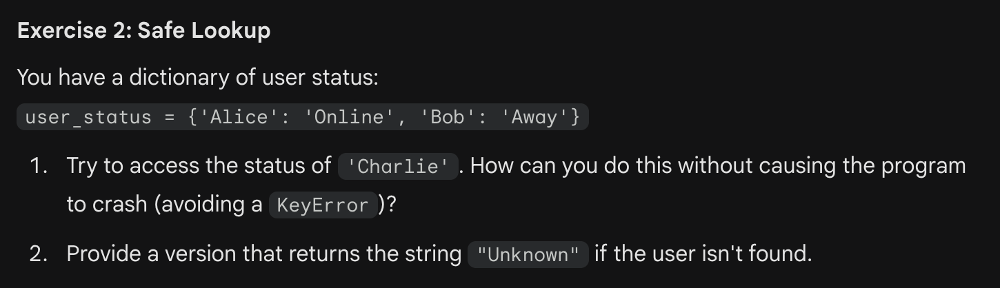 Exercise 2: Safe Lookup
You have a dictionary of user status:
user_status = {'Alice': 'Online', 'Bob': 'Away'}
1. Try to access the status of 'Charlie'. How can you do this without causing the program
to crash (avoiding a KeyError)?
2. Provide a version that returns the string "Unknown" if the user isn't found.